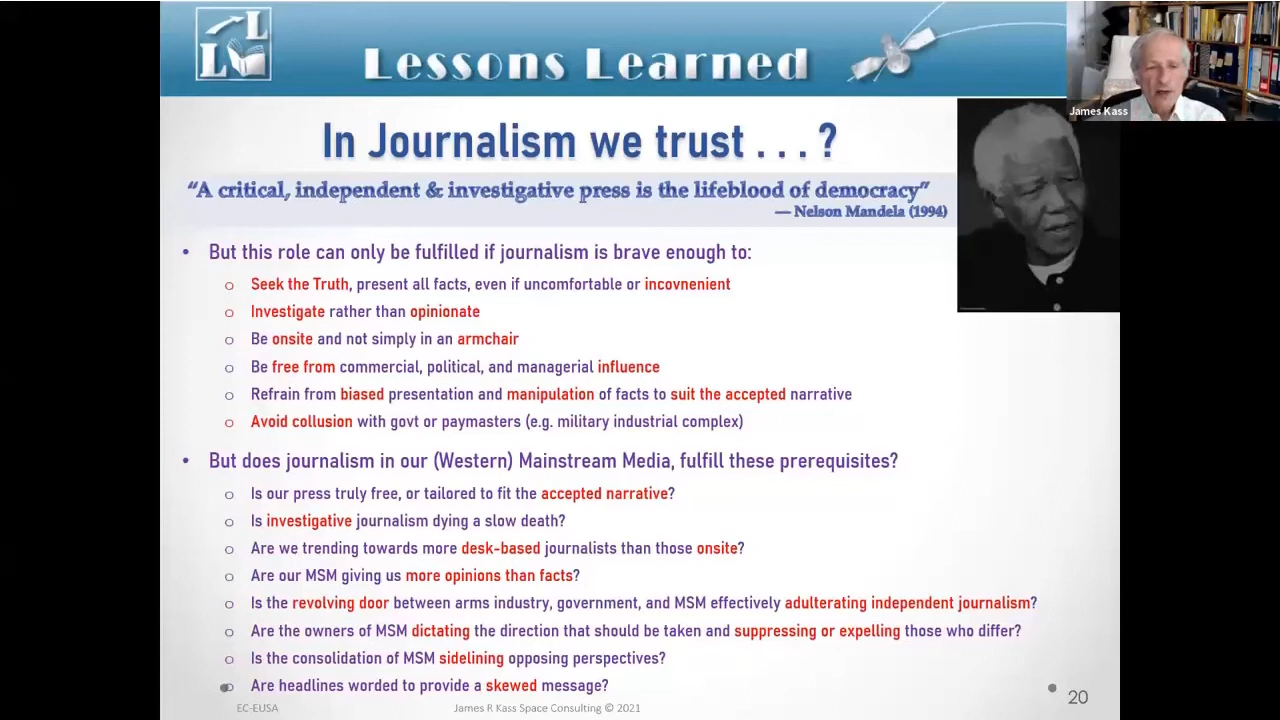 L
L
Lessons Learned
James Kass
In Journalism we trust . . . ?
“A critical, independent & investigative press is the lifeblood of democracy”
— Nelson Mandela (1994)
• But this role can only be fulfilled if journalism is brave enough to:
o Seek the Truth, present all facts, even if uncomfortable or incovnenient
o Investigate rather than opinionate
o Be onsite and not simply in an armchair
o Be free from commercial, political, and managerial influence
o Refrain from biased presentation and manipulation of facts to suit the accepted narrative
o Avoid collusion with govt or paymasters (e.g. military industrial complex)
• But does journalism in our (Western) Mainstream Media, fulfill these prerequisites?
o Is our press truly free, or tailored to fit the accepted narrative?
o Is investigative journalism dying a slow death?
o Are we trending towards more desk-based journalists than those onsite?
o Are our MSM giving us more opinions than facts?
o Is the revolving door between arms industry, government, and MSM effectively adulterating independent journalism?
o Are the owners of MSM dictating the direction that should be taken and suppressing or expelling those who differ?
o Is the consolidation of MSM sidelining opposing perspectives?
o Are headlines worded to provide a skewed message?
EC-EUSA
James R Kass Space Consulting © 2021
20